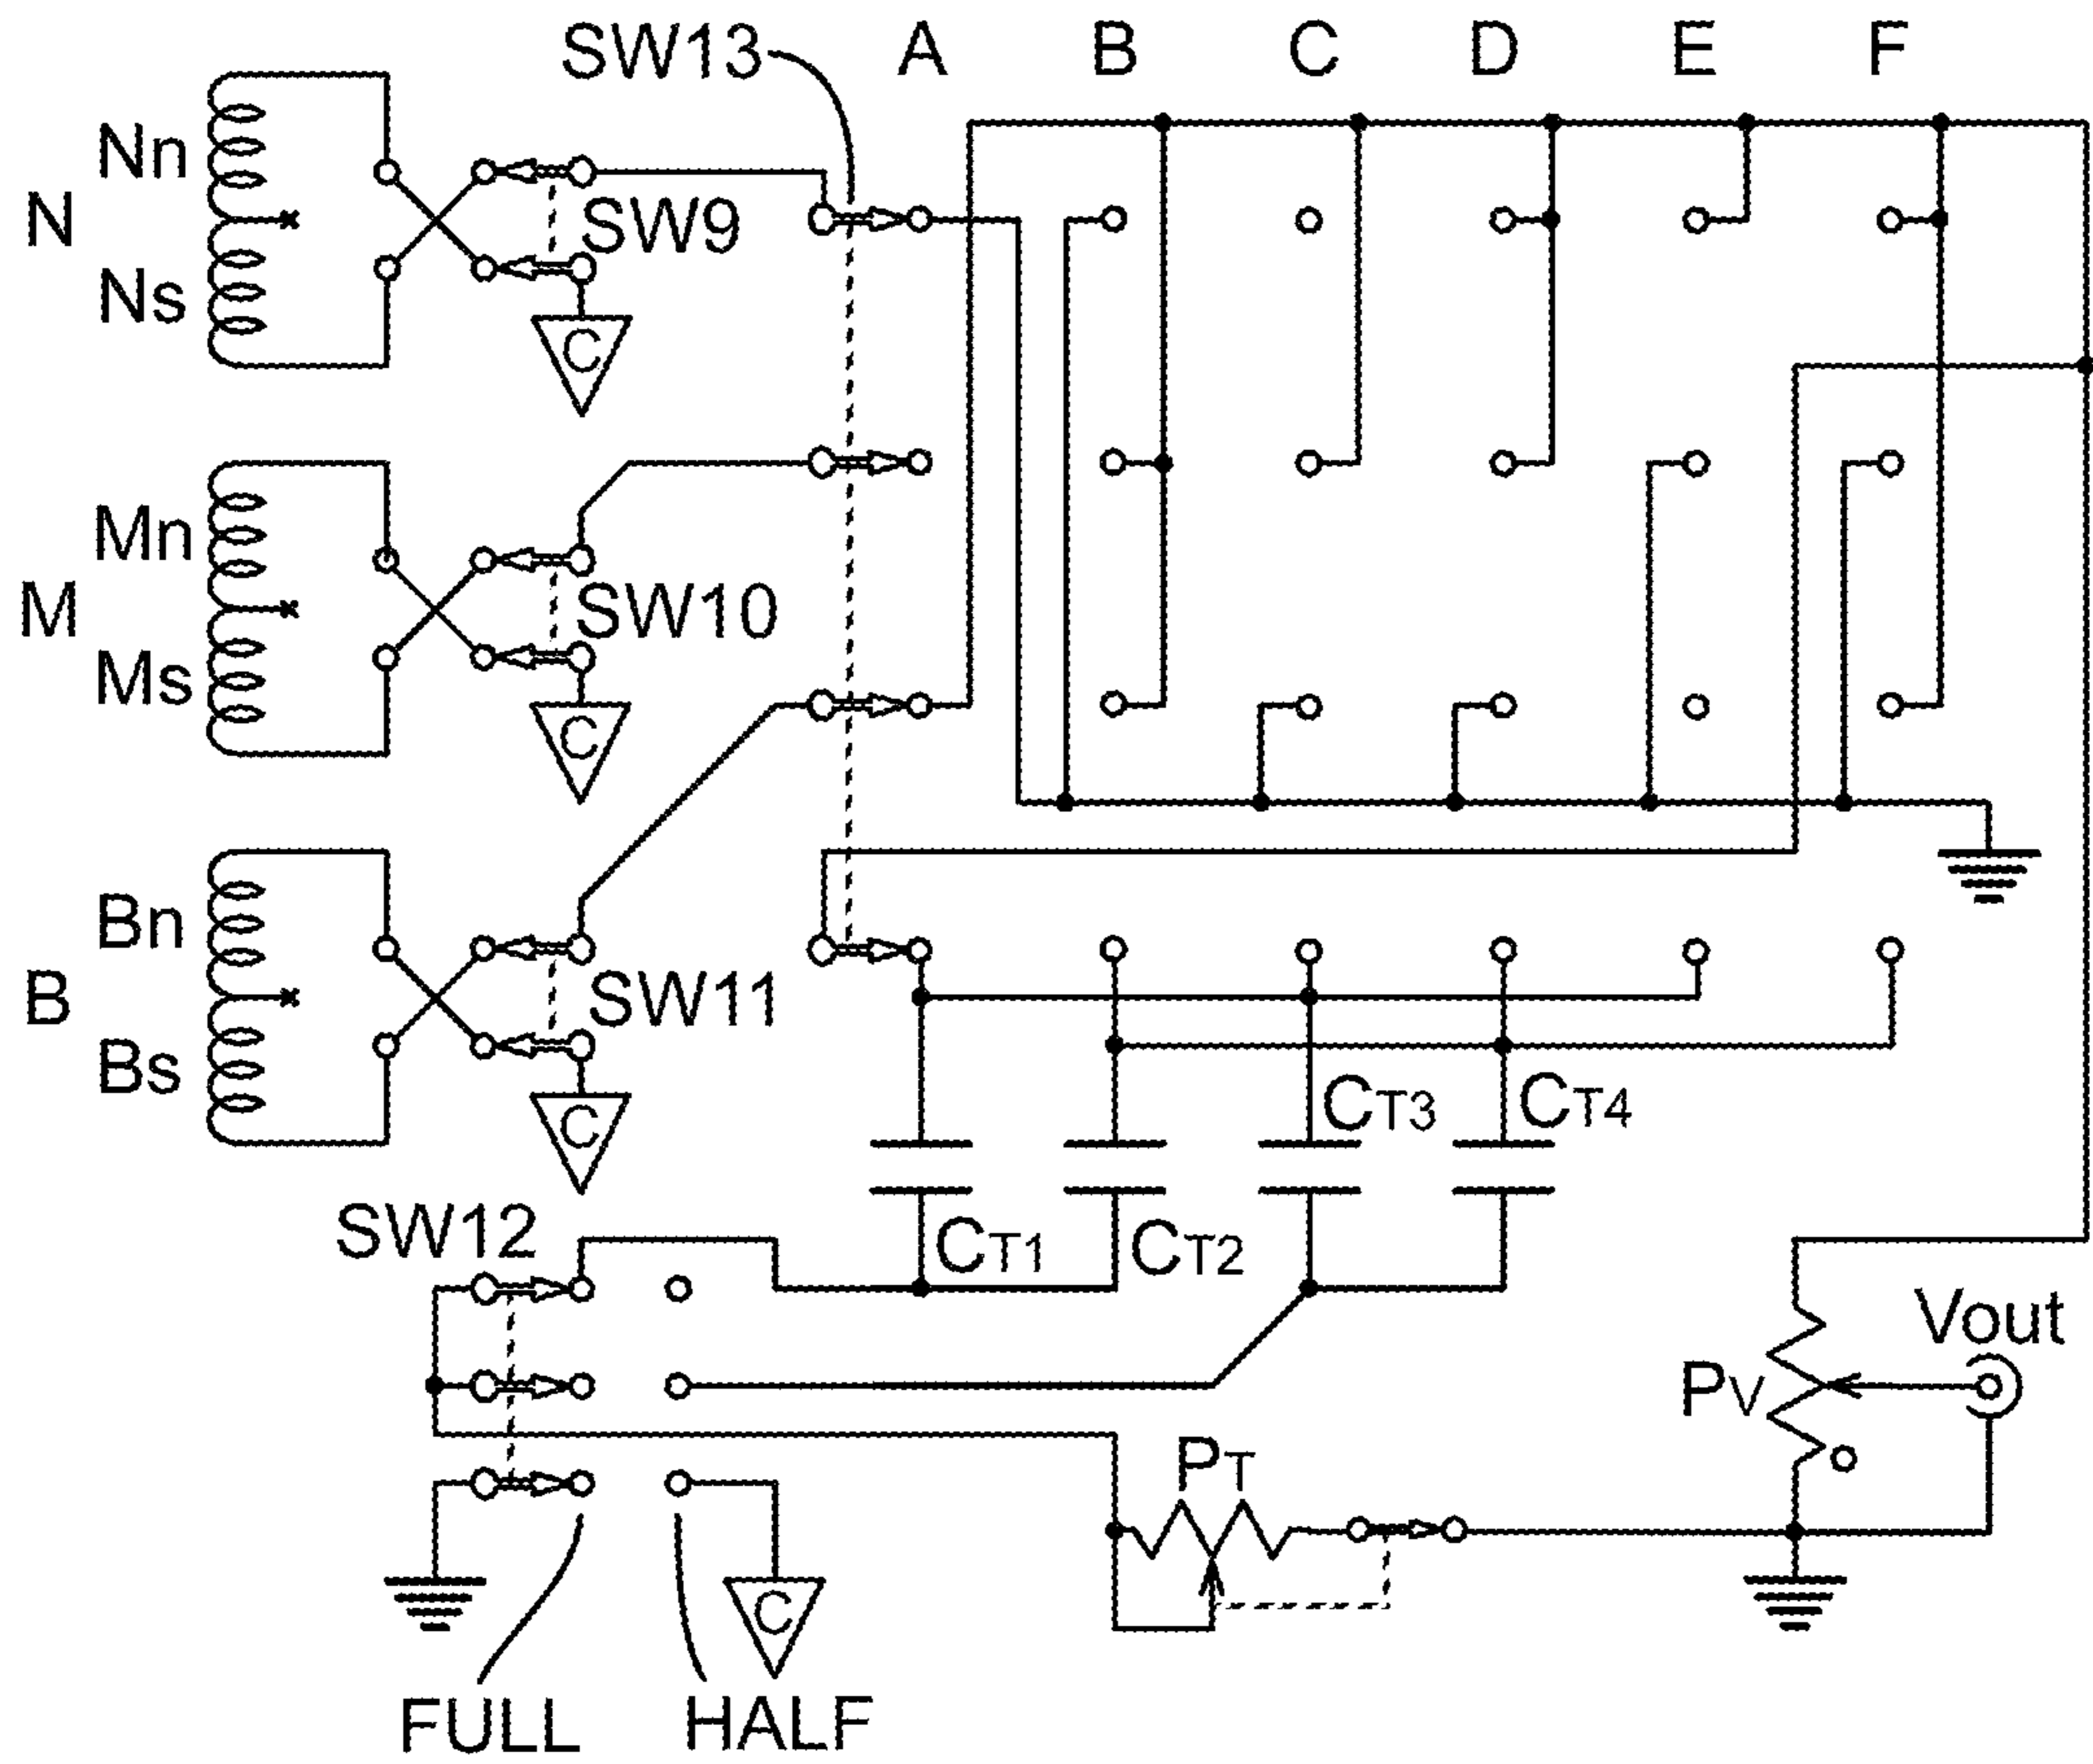 SW13 A B C D E F
Nn
N
SW9
Ns
C
Mn
M
SW10
Ms
C
Bn
B
SW11
Bs
C
CT3 CT4
SW12
CT1 CT2
Vout
PV
PT
C
FULL HALF